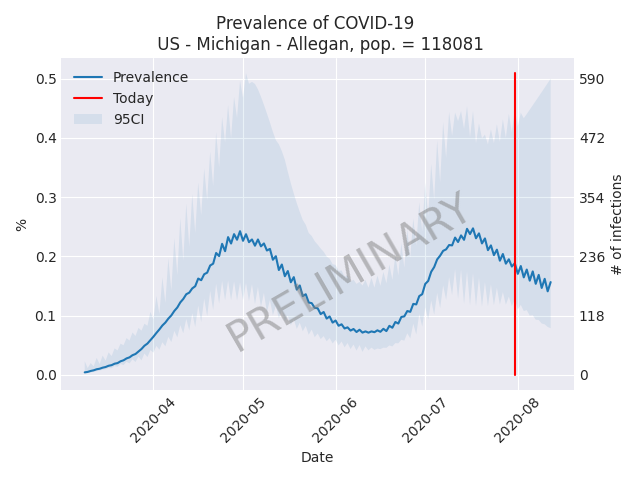 Prevalence of COVID-19
US - Michigan - Allegan, pop. = 118081
Prevalence
Today
95CI
0.5
0.4
0.3
0.2
0.1
0.0
%
590
472
354
236
118
0
# of infections
PRELIMINARY
2020-04
2020-05
2020-06
2020-07
2020-08
Date